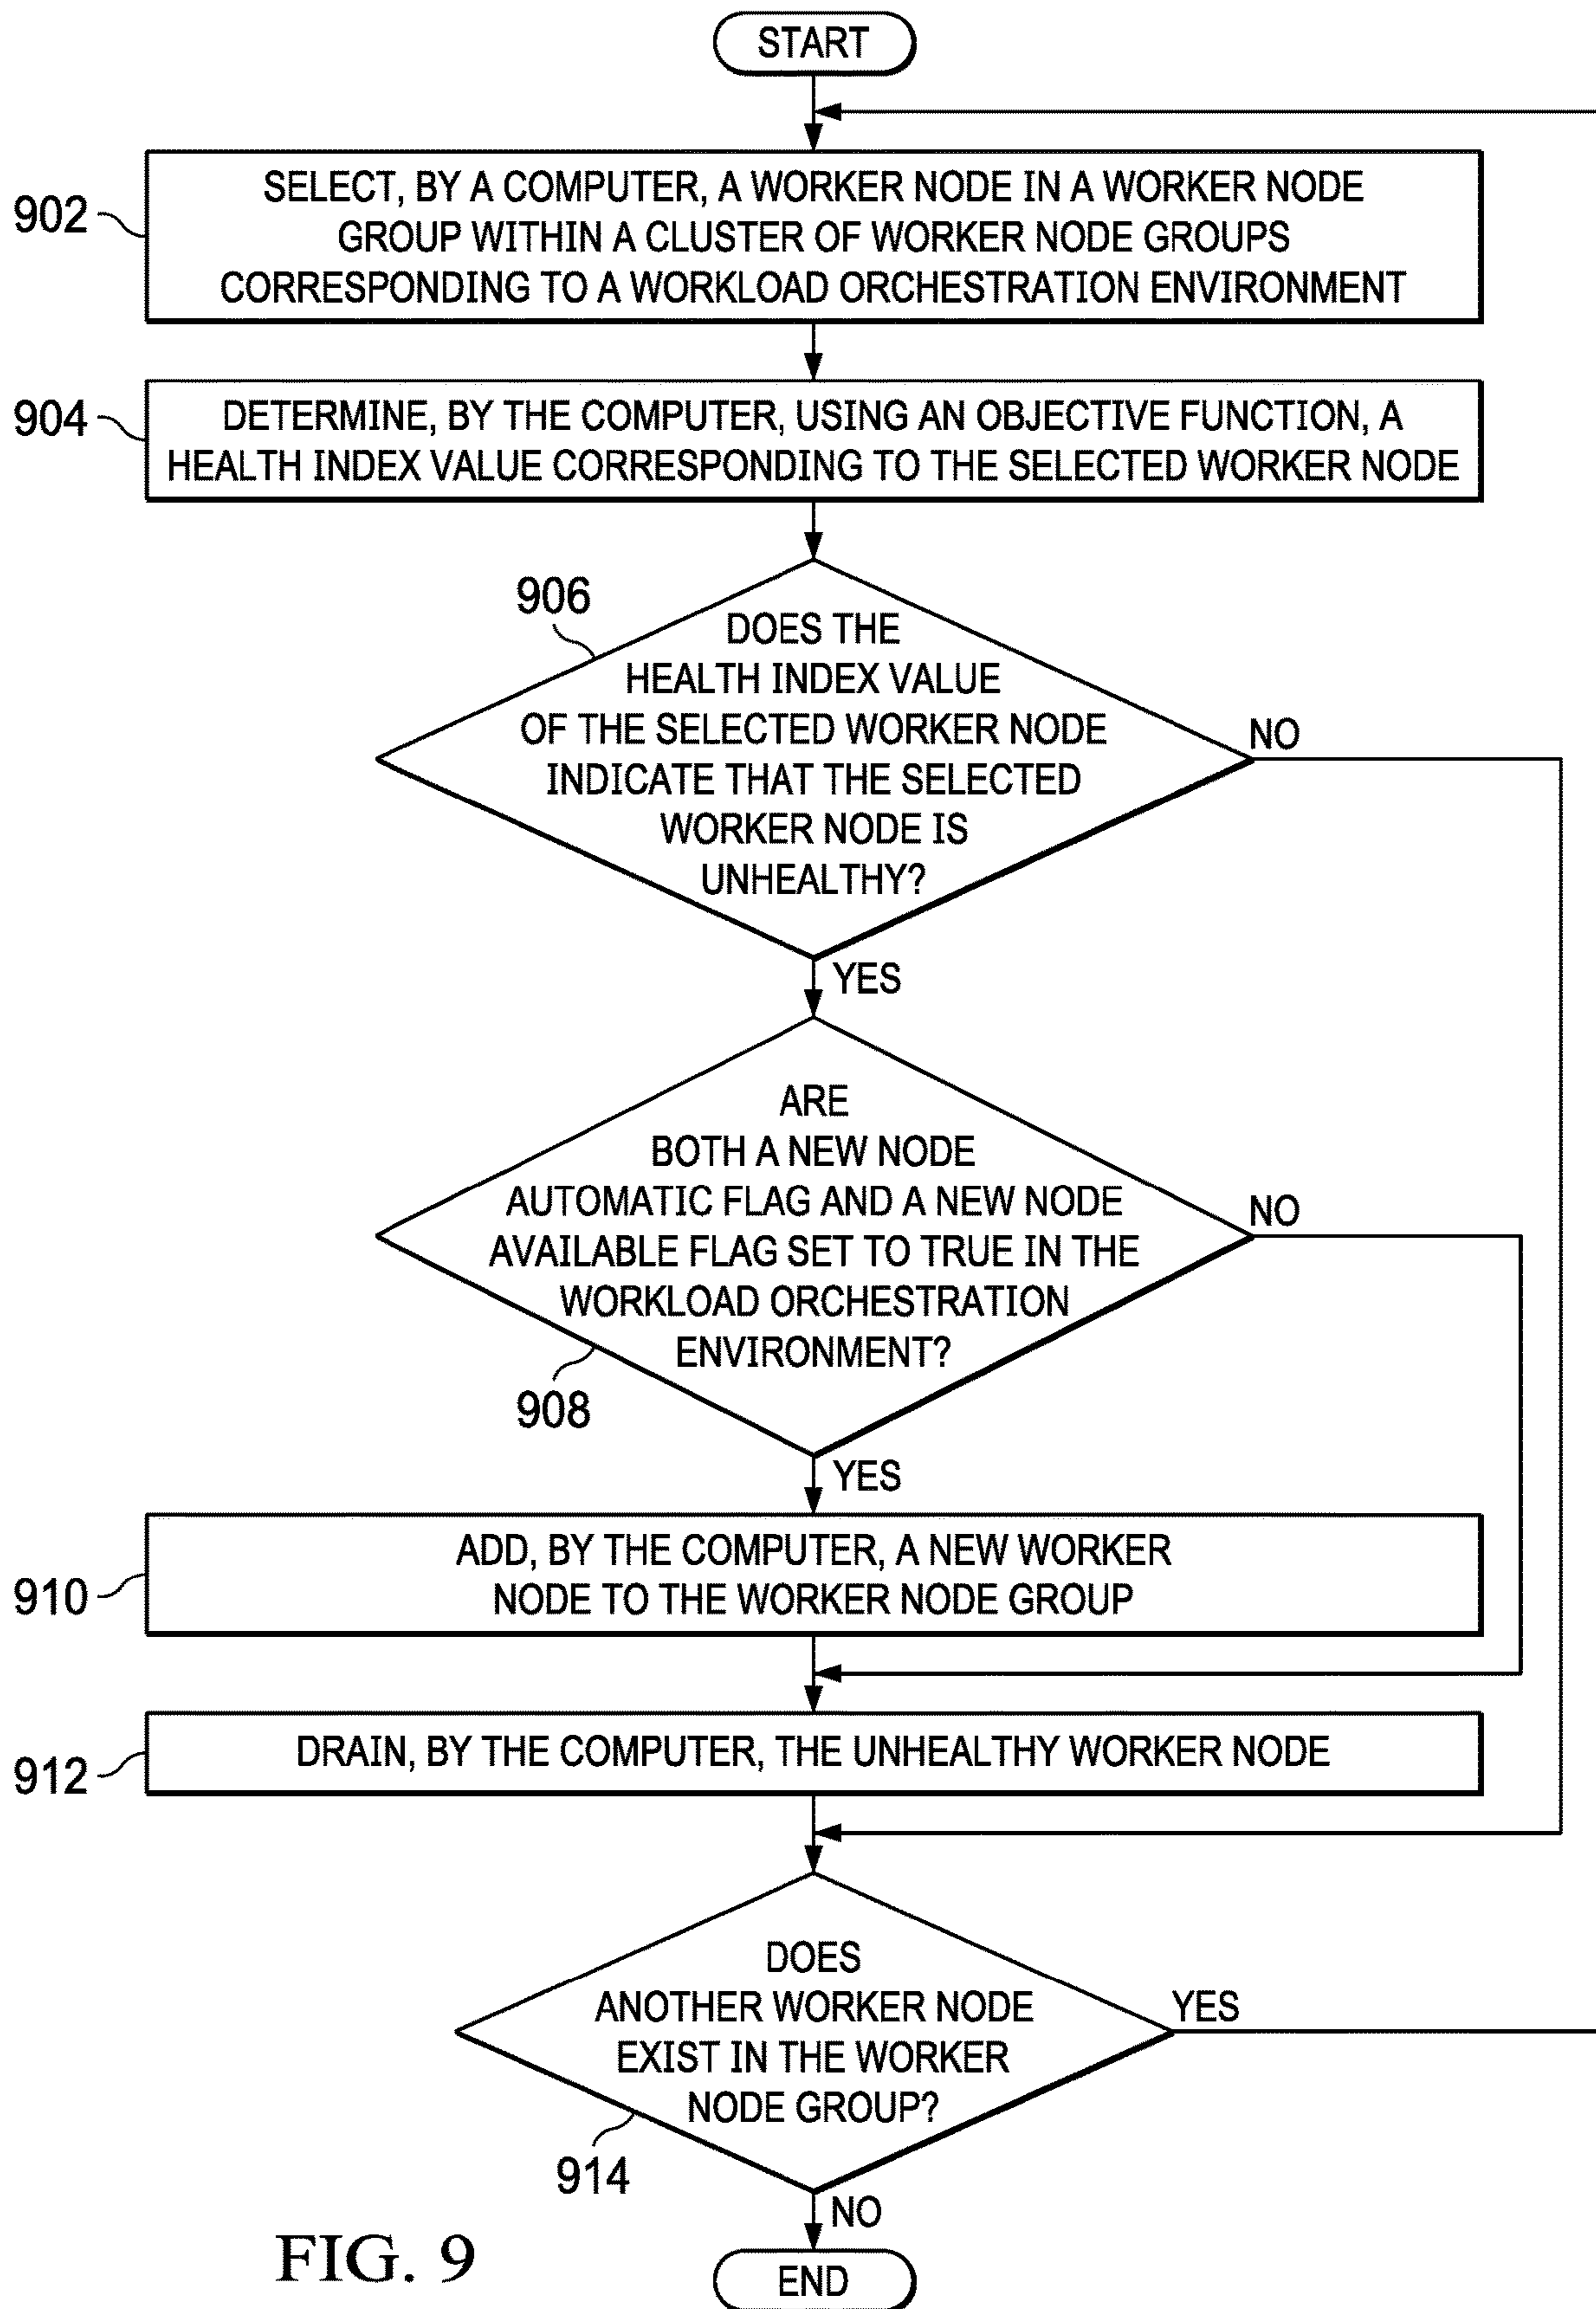 START
902
SELECT, BY A COMPUTER, A WORKER NODE IN A WORKER NODE
GROUP WITHIN A CLUSTER OF WORKER NODE GROUPS
CORRESPONDING TO A WORKLOAD ORCHESTRATION ENVIRONMENT
904
DETERMINE, BY THE COMPUTER, USING AN OBJECTIVE FUNCTION, A
HEALTH INDEX VALUE CORRESPONDING TO THE SELECTED WORKER NODE
906
DOES THE
HEALTH INDEX VALUE
OF THE SELECTED WORKER NODE
INDICATE THAT THE SELECTED
WORKER NODE IS
UNHEALTHY?
NO
YES
ARE
BOTH A NEW NODE
AUTOMATIC FLAG AND A NEW NODE
AVAILABLE FLAG SET TO TRUE IN THE
WORKLOAD ORCHESTRATION
ENVIRONMENT?
NO
908
YES
910
ADD, BY THE COMPUTER, A NEW WORKER
NODE TO THE WORKER NODE GROUP
912
DRAIN, BY THE COMPUTER, THE UNHEALTHY WORKER NODE
DOES
ANOTHER WORKER NODE
EXIST IN THE WORKER
NODE GROUP?
YES
914
NO
END
FIG. 9